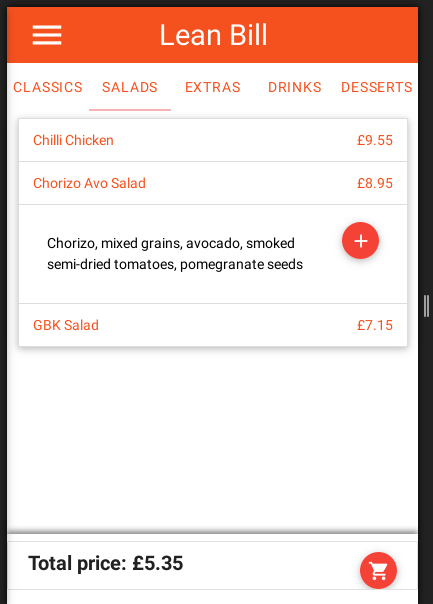 Lean Bill
CLASSICS SALADS EXTRAS DRINKS DESSERTS
Chilli Chicken £9.55
Chorizo Avo Salad £8.95
Chorizo, mixed grains, avocado, smoked
semi-dried tomatoes, pomegranate seeds
GBK Salad £7.15
Total price: £5.35